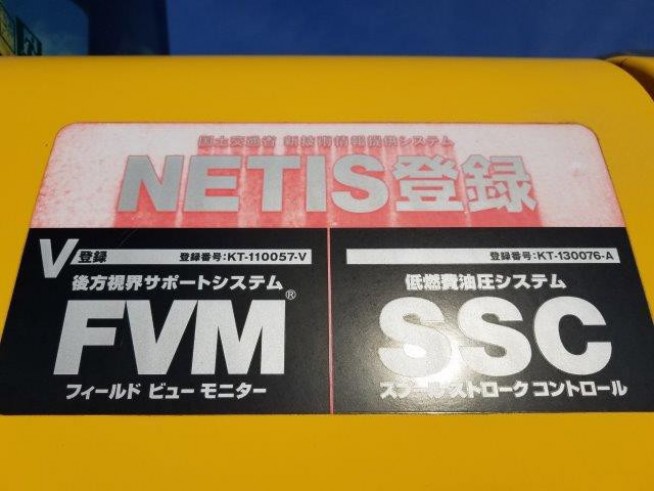 国土交通省 新技術情報提供システム
NETIS登録
V登録 登録番号:KT-110057-V
後方視界サポートシステム
FVM®
フィールド ビュー モニター
登録番号:KT-130076-A
低燃費油圧システム
SSC
スプール ストローク コントロール